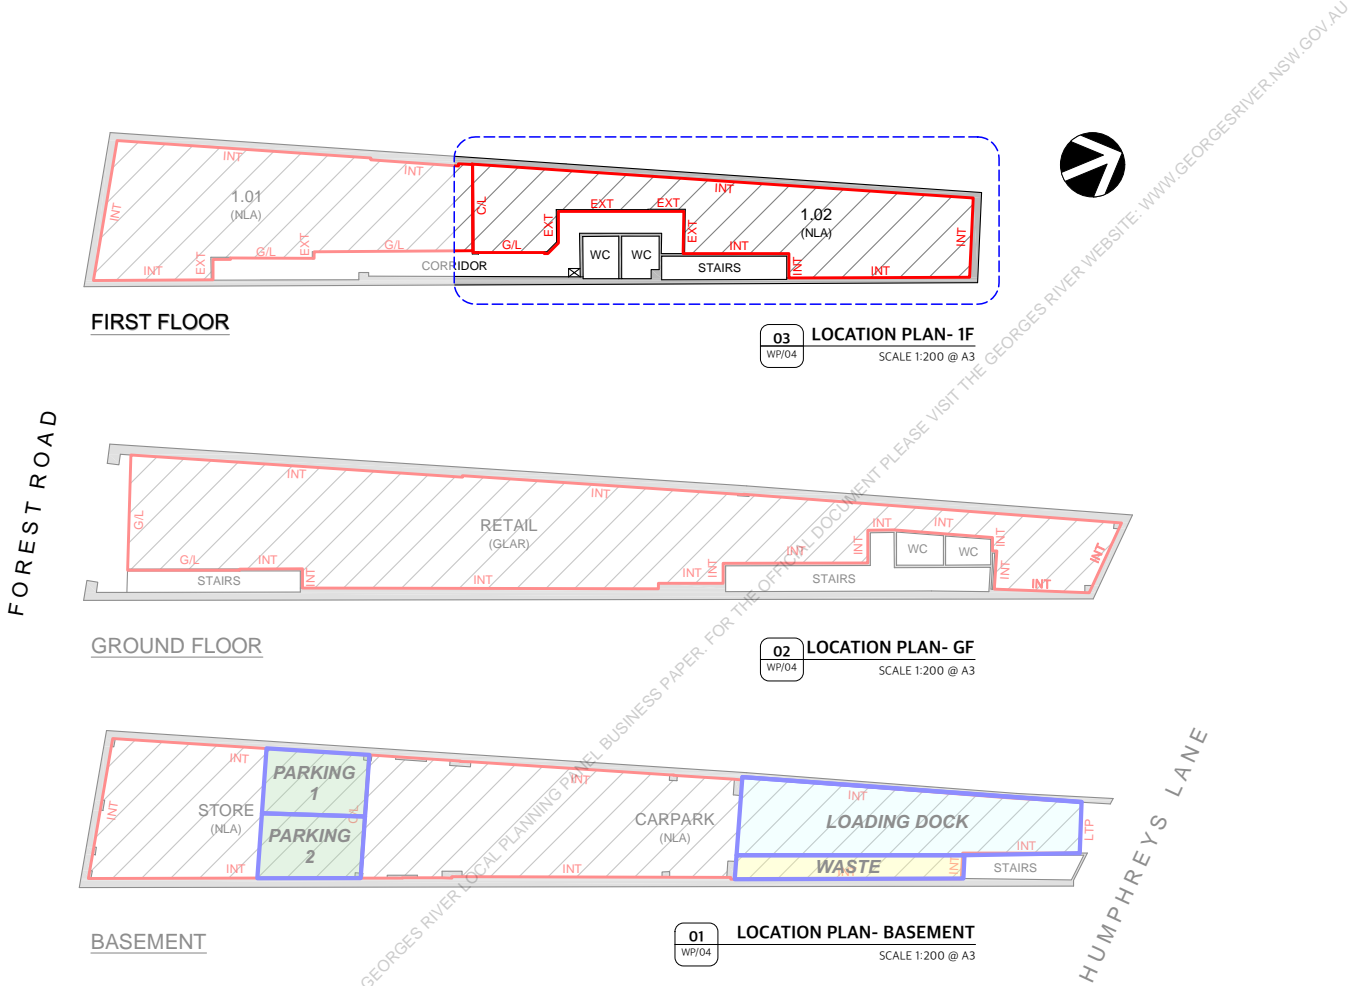 INT
INT
1.01
(NLA)
INT
INT
EXT
G/L
EXT
G/L
C/L
G/L
EXT
EXT
EXT
EXT
INT
1.02
(NLA)
INT
INT
INT
INT
WC
WC
STAIRS
CORRIDOR
FIRST FLOOR
03
WP/04
LOCATION PLAN- 1F
SCALE 1:200 @ A3
FOREST ROAD
INT
INT
G/L
RETAIL
(GLAR)
G/L
INT
STAIRS
INT
INT
INT
INT
INT
INT
INT
INT
WC
WC
STAIRS
INT
INT
INT
INT
GROUND FLOOR
02
WP/04
LOCATION PLAN- GF
SCALE 1:200 @ A3
INT
INT
STORE
(NLA)
INT
PARKING
1
PARKING
2
C/L
INT
CARPARK
(NLA)
INT
INT
LOADING DOCK
LTP
WASTE
INT
INT
INT
STAIRS
BASEMENT
01
WP/04
LOCATION PLAN- BASEMENT
SCALE 1:200 @ A3
HUMPHREYS LANE
GEORGES RIVER LOCAL PLANNING PANEL BUSINESS PAPER. FOR THE OFFICIAL DOCUMENT PLEASE VISIT THE GEORGES RIVER WEBSITE: WWW.GEORGESRIVER.NSW.GOV.AU